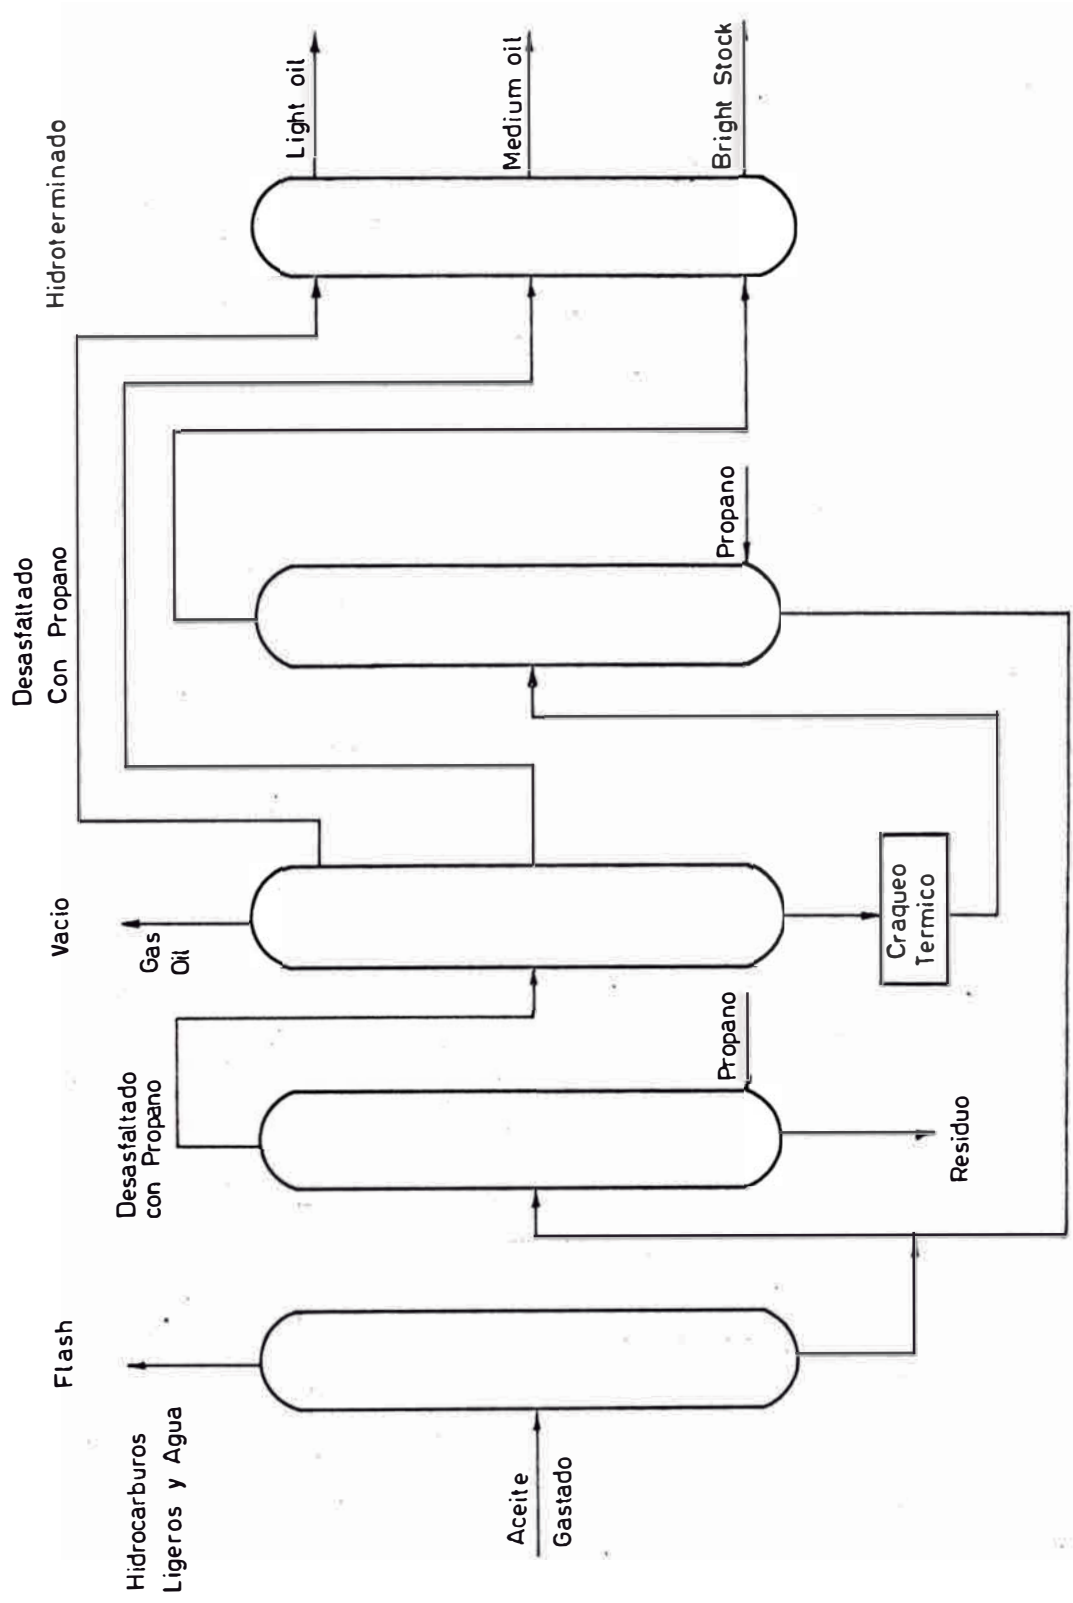 Hidrocarburos
Ligeros y Agua
Flash
Aceite
Gastado
Desasfaltado
con Propano
Propano
Residuo
Vacio
Gas
Oil
Craqueo
Termico
Desasfaltado
Con Propano
Propano
Hidroterminado
Light oil
Medium oil
Bright Stock